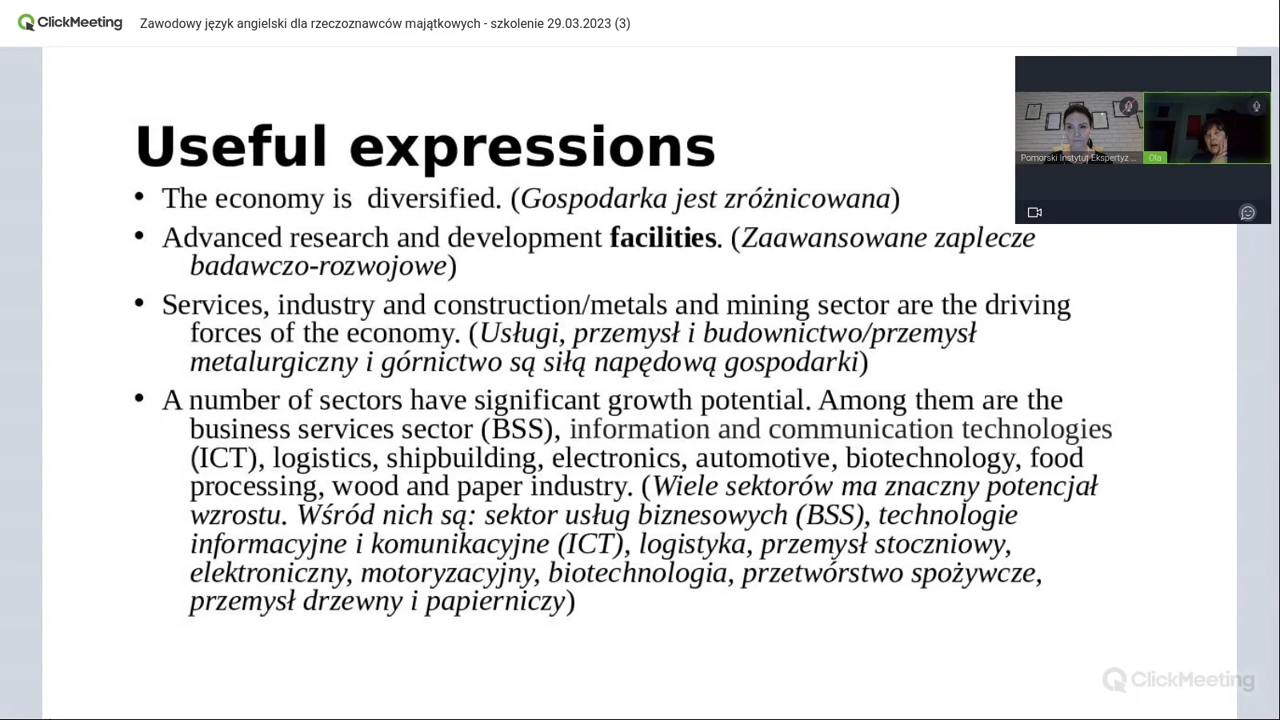 ClickMeeting Zawodowy język angielski dla rzeczoznawców majątkowych - szkolenie 29.03.2023 (3)
Pomorski Instytut Ekspertyz ... Ola
Useful expressions
• The economy is diversified. (Gospodarka jest zróżnicowana)
• Advanced research and development facilities. (Zaawansowane zaplecze
badawczo-rozwojowe)
• Services, industry and construction/metals and mining sector are the driving
forces of the economy. (Usługi, przemysł i budownictwo/przemysł
metalurgiczny i górnictwo są siłą napędową gospodarki)
• A number of sectors have significant growth potential. Among them are the
business services sector (BSS), information and communication technologies
(ICT), logistics, shipbuilding, electronics, automotive, biotechnology, food
processing, wood and paper industry. (Wiele sektorów ma znaczny potencjał
wzrostu. Wśród nich są: sektor usług biznesowych (BSS), technologie
informacyjne i komunikacyjne (ICT), logistyka, przemysł stoczniowy,
elektroniczny, motoryzacyjny, biotechnologia, przetwórstwo spożywcze,
przemysł drzewny i papierniczy)
ClickMeeting